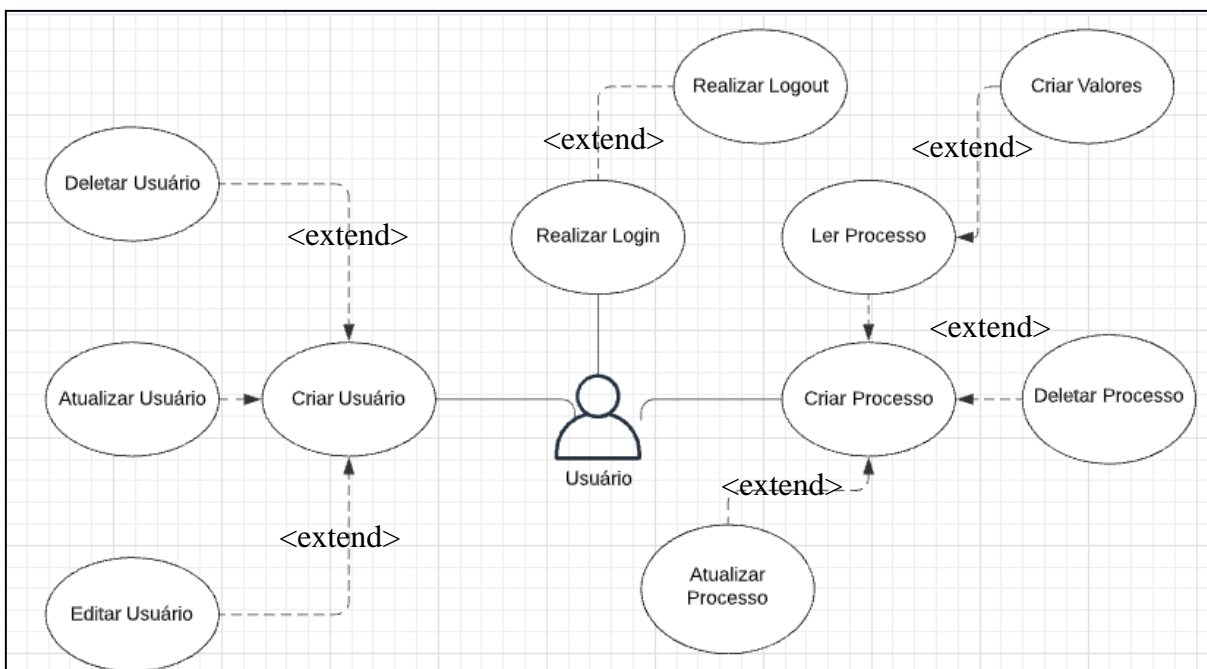 Realizar Logout
Criar Valores
<extend>
<extend>
Deletar Usuário
<extend>
Realizar Login
Ler Processo
<extend>
Atualizar Usuário
Criar Usuário
Criar Processo
Deletar Processo
Usuário
<extend>
<extend>
Atualizar
Processo
Editar Usuário